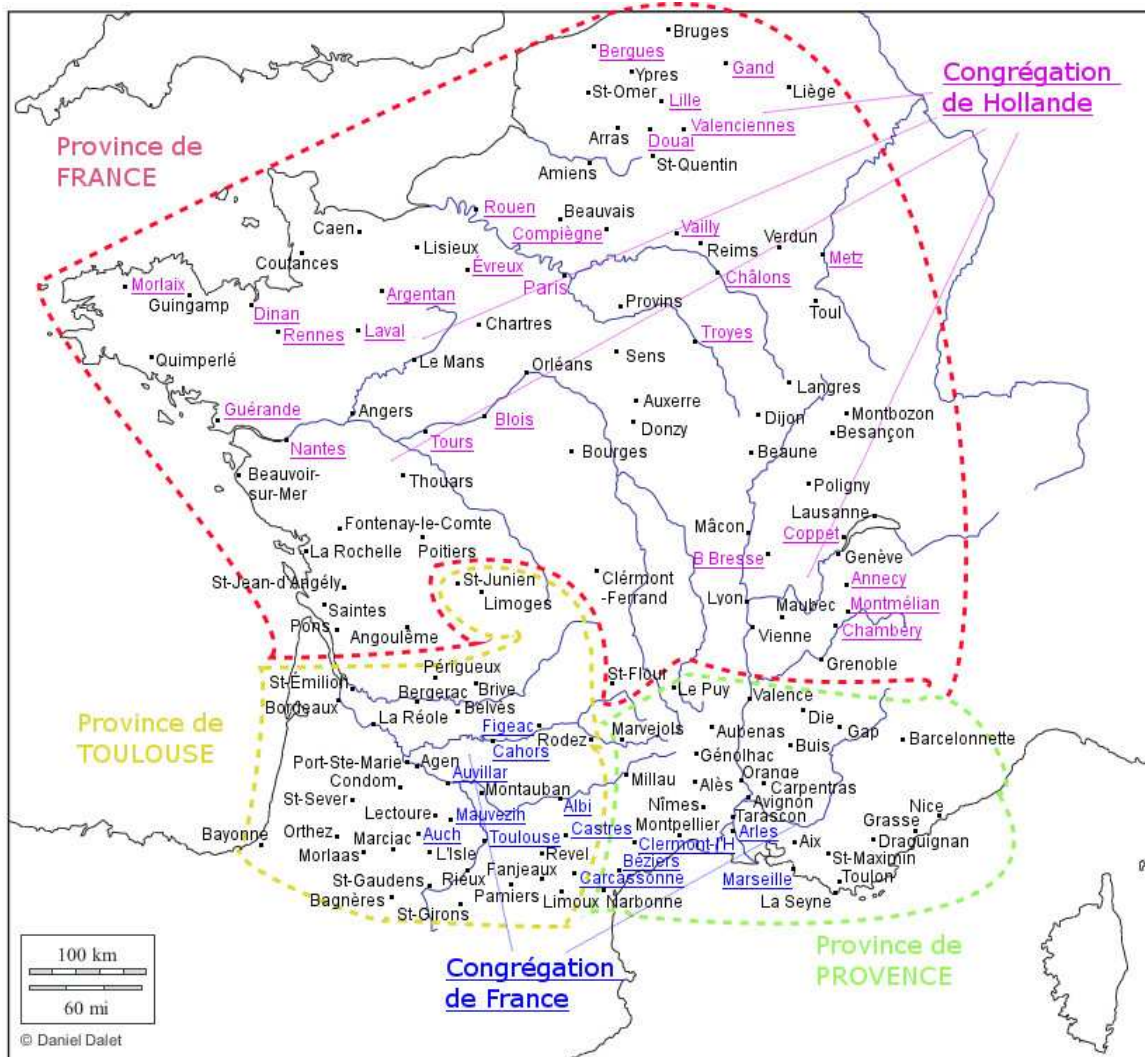 Bruges
Bergues
Ypres
Gand
Congrégation
de Hollande
St-Omer
Liège
Lille
Province de
FRANCE
Arras
Douai
Valenciennes
St-Quentin
Amiens
Rouen
Beauvais
Caen
Compiègne
Vailly
Lisieux
Reims
Verdun
Coutances
Évreux
Metz
Paris
Châlons
Morlaix
Guingamp
Argentan
Provins
Toul
Dinan
Rennes
Laval
Chartres
Troyes
Quimperlé
Le Mans
Sens
Orléans
Langres
Auxerre
Guérande
Angers
Blois
Dijon
Montbozon
Donzy
Besançon
Nantes
Tours
Bourges
Beaune
Beauvoir-
sur-Mer
Thouars
Poligny
Lausanne
Fontenay-le-Comte
Mâcon
Coppet
La Rochelle
Poitiers
B Bresse
Genève
St-Jean-d'Angély
St-Junien
Limoges
Clérmont
-Ferrand
Annecy
Saintes
Lyon
Maubec
Montmélian
Pons
Angoulême
Vienne
Chambéry
Grenoble
Périgueux
St-Flour
St-Émilion
Bergerac
Brive
Le Puy
Valence
Bordeaux
Belvès
Province de
TOULOUSE
La Réole
Figeac
Die
Gap
Rodez
Marvejols
Aubenas
Buis
Barcelonnette
Cahors
Génolhac
Port-Ste-Marie
Agen
Auvillar
Millau
Orange
Condom
Montauban
Alès
Carpentras
St-Sever
Albi
Nîmes
Avignon
Lectoure
Mauvezih
Tarascon
Nice
Bayonne
Orthez
Marciac
Auch
Toulouse
Castres
Montpellier
Arles
Grasse
Clermont-l'H
Aix
Draguignan
Morlaas
L'Isle
Revel
Béziers
St-Maximin
Fanjeaux
St-Gaudens
Rieux
Carcassonne
Marseille
Toulon
Bagnères
Pamiers
Limoux
Narbonne
La Seyne
St-Girons
Congrégation
de France
Province de
PROVENCE
100 km
60 mi
© Daniel Dalet